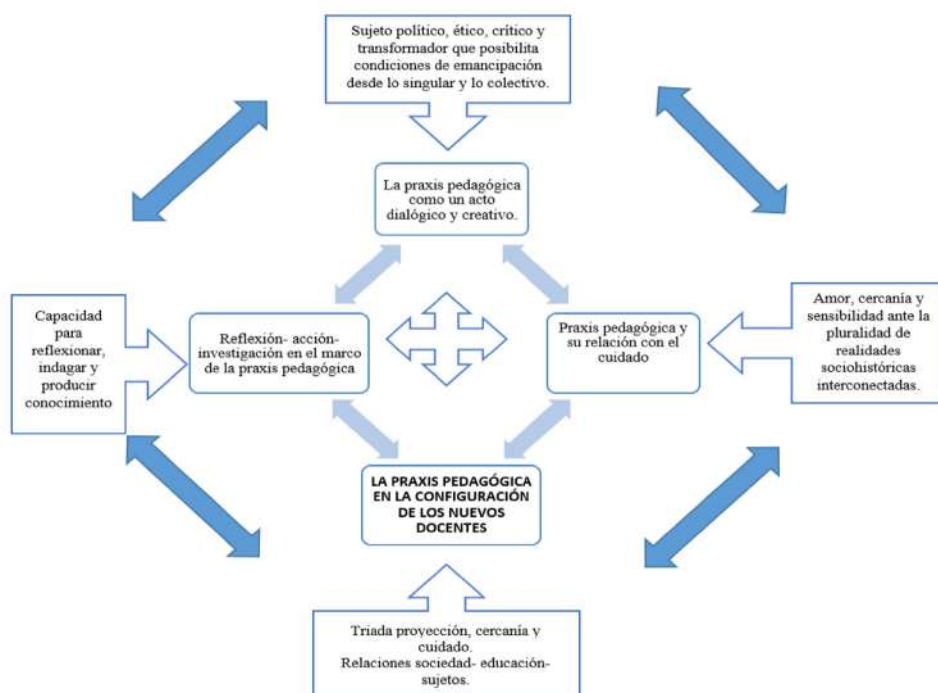 Sujeto político, ético, crítico y
transformador que posibilita
condiciones de emancipación
desde lo singular y lo colectivo.
La praxis pedagógica
como un acto
dialógico y creativo.
Capacidad
para
reflexionar,
indagar y
producir
conocimiento
Reflexión- acción-
investigación en el marco
de la praxis pedagógica
Praxis pedagógica y
su relación con el
cuidado
Amor, cercanía y
sensibilidad ante la
pluralidad de
realidades
sociohistóricas
interconectadas.
LA PRAXIS PEDAGÓGICA
EN LA CONFIGURACIÓN
DE LOS NUEVOS
DOCENTES
Triada proyección, cercanía y
cuidado.
Relaciones sociedad- educación-
sujetos.